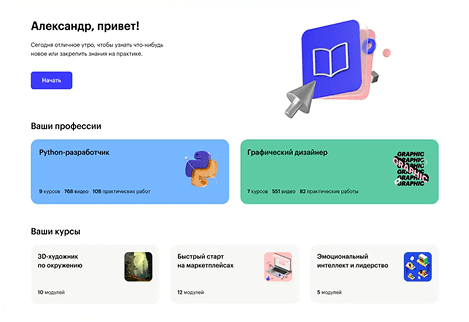 Александр, привет!
Сегодня отличное утро, чтобы узнать что-нибудь
новое или закрепить знания на практике.
Начать
Ваши профессии
Python-разработчик
9 курсов 768 видео 108 практических работ
Графический дизайнер
7 курсов 551 видео 82 практические работы
GRAPHIC
GRAPHIC
GRAPHIC
GRAPHIC
Ваши курсы
3D-художник
по окружению
10 модулей
Быстрый старт
на маркетплейсах
12 модулей
Эмоциональный
интеллект и лидерство
5 модулей